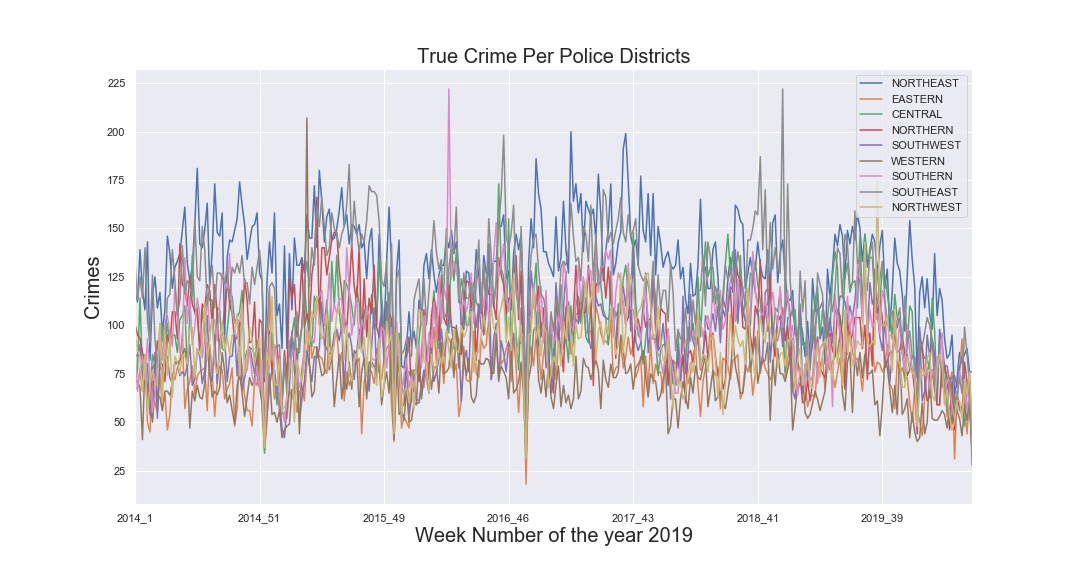 True Crime Per Police Districts
225
200
175
150
125
100
75
50
25
Crimes
NORTHEAST
EASTERN
CENTRAL
NORTHERN
SOUTHWEST
WESTERN
SOUTHERN
SOUTHEAST
NORTHWEST
2014_1 2014_51 2015_49 2016_46 2017_43 2018_41 2019_39
Week Number of the year 2019